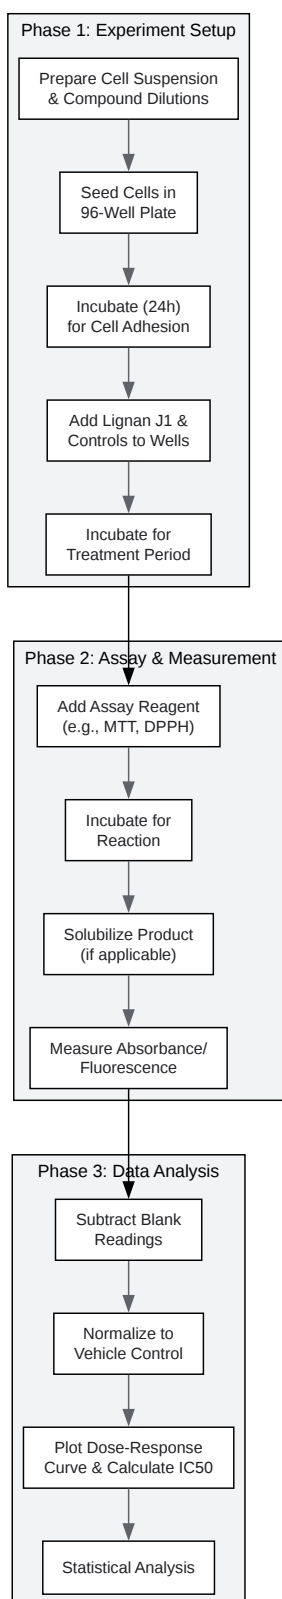 Phase 1: Experiment Setup
Prepare Cell Suspension
& Compound Dilutions
Seed Cells in
96-Well Plate
Incubate (24h)
for Cell Adhesion
Add Lignan J1 &
Controls to Wells
Incubate for
Treatment Period
Phase 2: Assay & Measurement
Add Assay Reagent
(e.g., MTT, DPPH)
Incubate for
Reaction
Solubilize Product
(if applicable)
Measure Absorbance/
Fluorescence
Phase 3: Data Analysis
Subtract Blank
Readings
Normalize to
Vehicle Control
Plot Dose-Response
Curve & Calculate IC50
Statistical Analysis